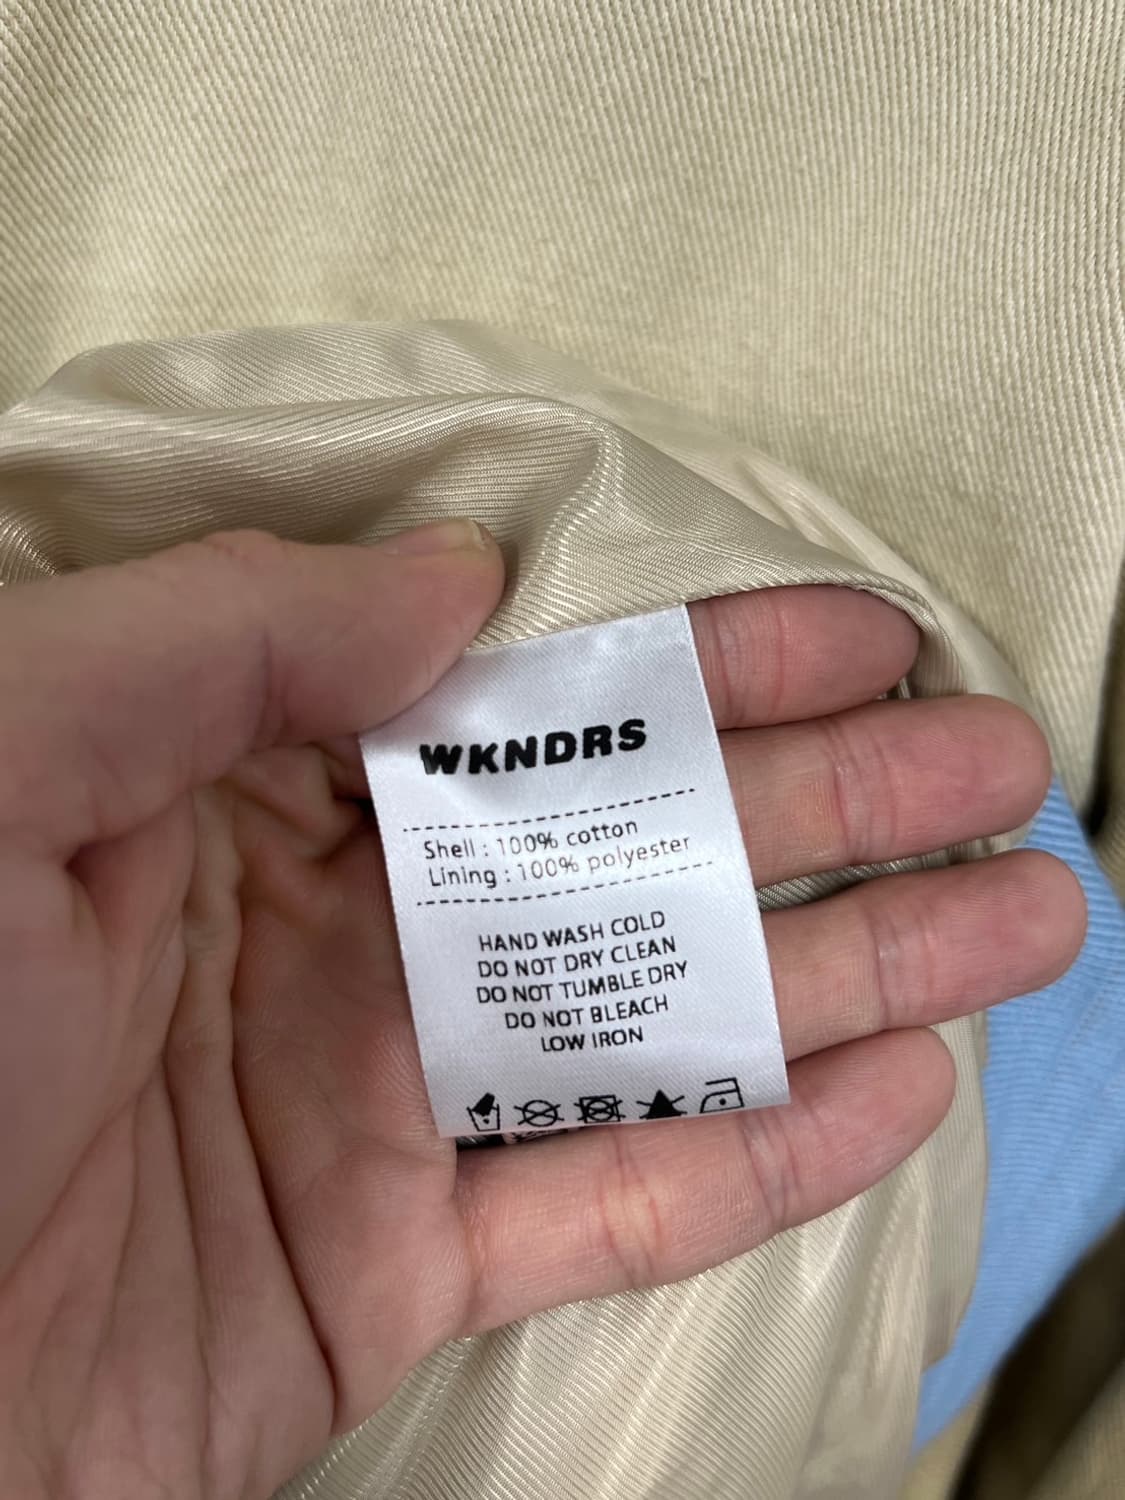 WKNDRS
Shell : 100% cotton
Lining : 100% polyester
HAND WASH COLD
DO NOT DRY CLEAN
DO NOT TUMBLE DRY
DO NOT BLEACH
LOW IRON